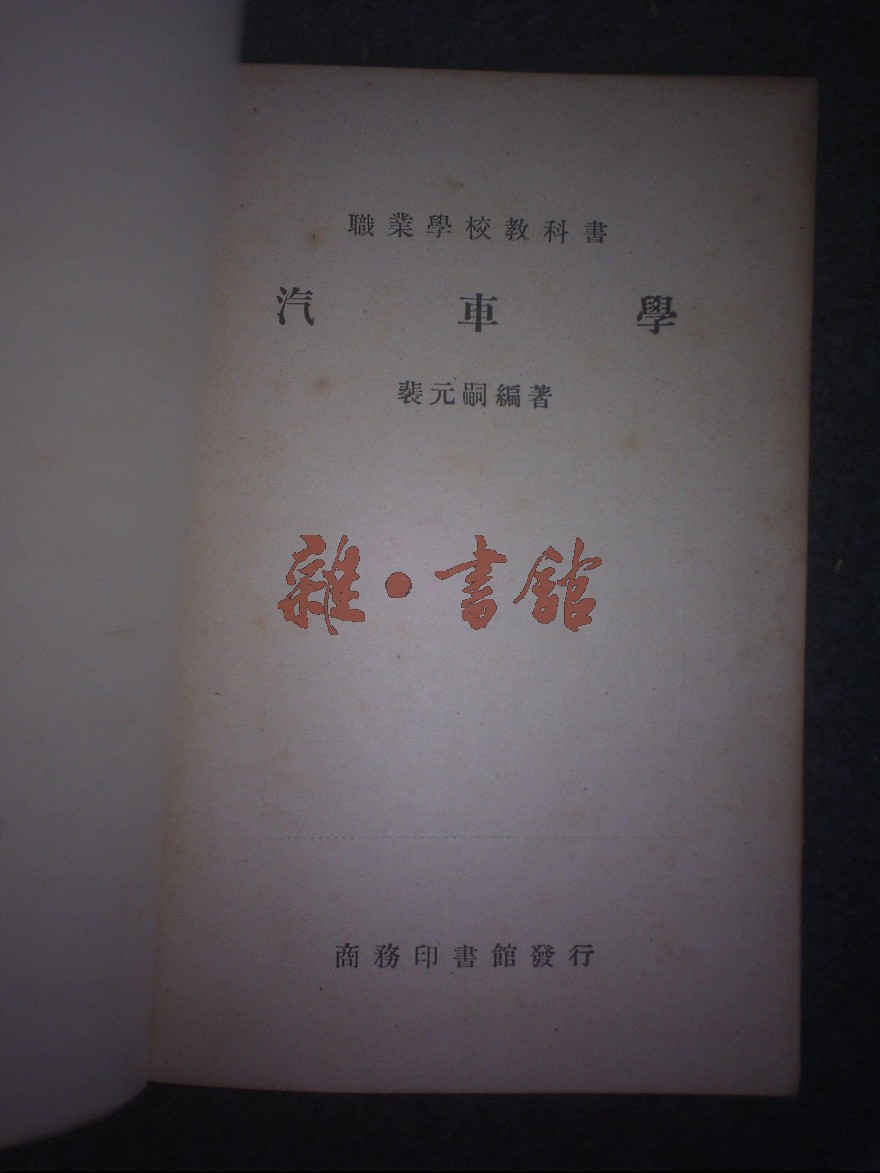 職業學校教科書
汽車學
裴元嗣編著
雜·書館
商務印書館發行